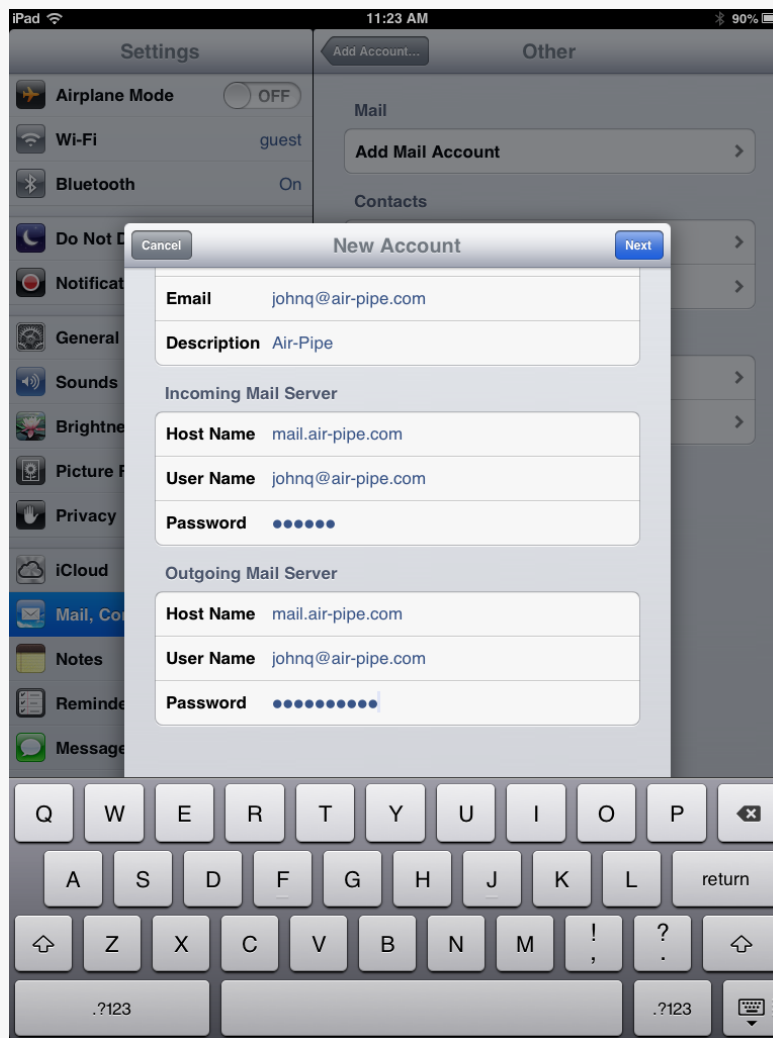 iPad 11:23 AM 90%
Settings
Add Account... Other
Airplane Mode OFF
Mail
Wi-Fi guest
Add Mail Account
Bluetooth On
Contacts
Do Not D
Cancel New Account Next
Notificat
Email johnq@air-pipe.com
General
Description Air-Pipe
Sounds
Incoming Mail Server
Brightne
Host Name mail.air-pipe.com
Picture F
User Name johnq@air-pipe.com
Privacy
Password ••••••
iCloud
Outgoing Mail Server
Mail, Co
Host Name mail.air-pipe.com
Notes
User Name johnq@air-pipe.com
Reminde
Password ••••••••••
Message
Q W E R T Y U I O P
A S D F G H J K L return
Z X C V B N M ! , ? .
.?123 .?123